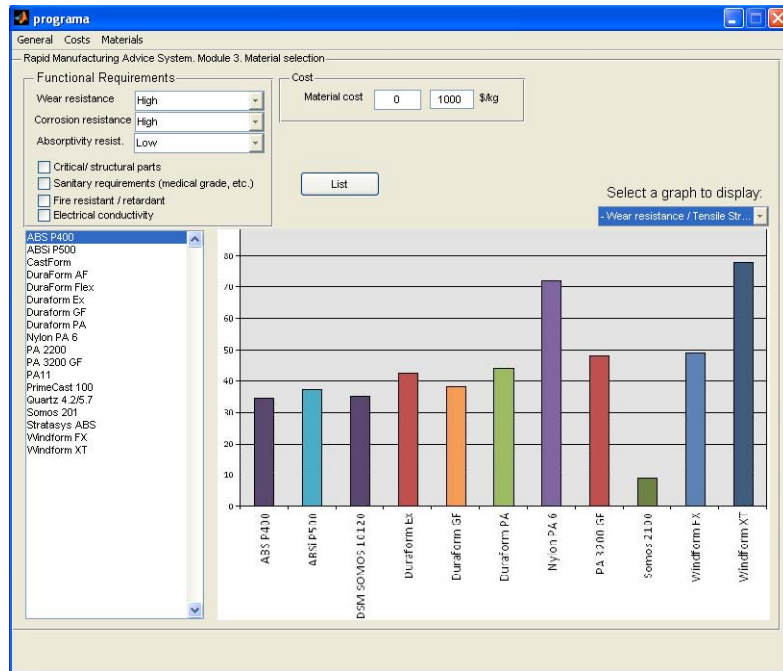 programa
General Costs Materials
Rapid Manufacturing Advice System. Module 3. Material selection
Functional Requirements
Wear resistance High
Corrosion resistance High
Absorptivity resist. Low
Critical/ structural parts
Sanitary requirements (medical grade, etc.)
Fire resistant / retardant
Electrical conductivity
Cost
Material cost 0 1000 $/kg
List
Select a graph to display:
- Wear resistance / Tensile Str...
ABS P400
ABSi P500
CastForm
DuraForm AF
DuraForm Flex
Duraform Ex
Duraform GF
Duraform PA
Nylon PA 6
PA 2200
PA 3200 GF
PA11
PrimeCast 100
Quartz 4.2/5.7
Somos 201
Stratasys ABS
Windform FX
Windform XT
80
70
60
50
40
30
20
10
0
ABS P400
ABSi P500
DSM SOMOS 10120
Duraform Ex
Duraform GF
Duraform PA
Nylon PA 6
PA 3200 GF
Somos 2100
Windform FX
Windform XT